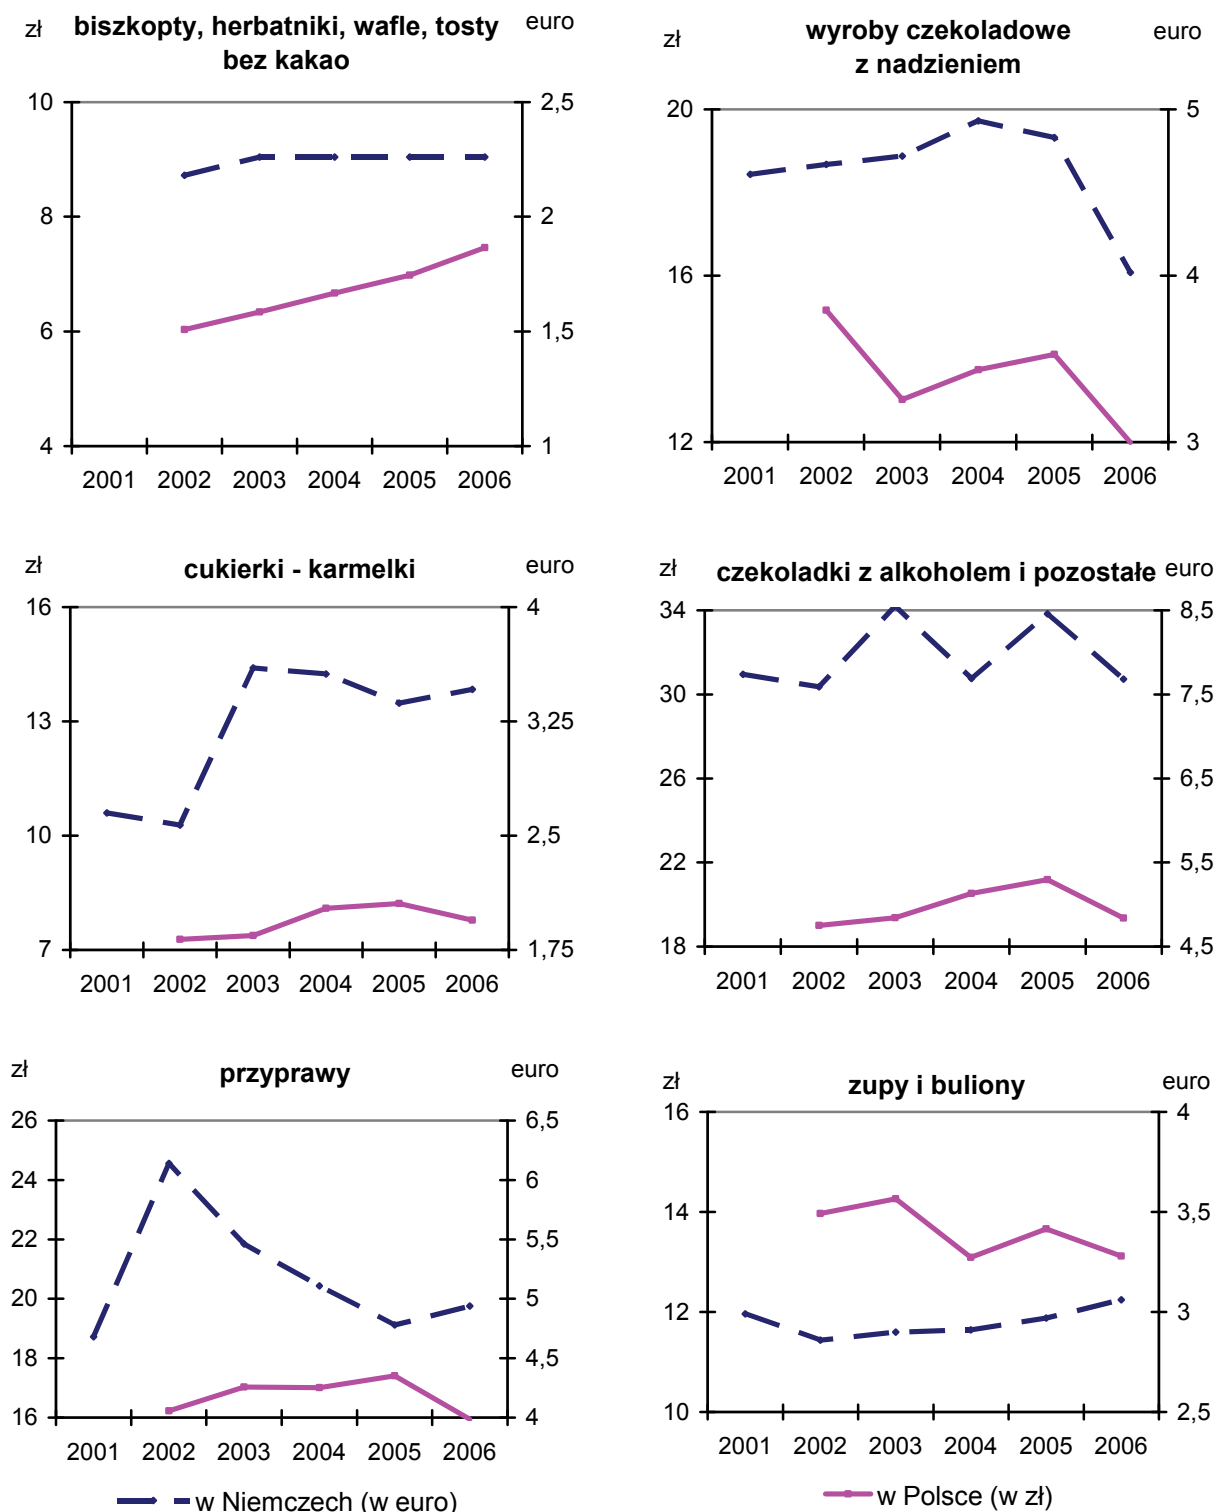 zł biszkopty, herbatniki, wafle, tosty euro
bez kakao
10 2,5
8 2
6 1,5
4 1
2001 2002 2003 2004 2005 2006
zł wyroby czekoladowe euro
z nadzieniem
20 5
16 4
12 3
2001 2002 2003 2004 2005 2006
zł cukierki - karmelki euro
16 4
13 3,25
10 2,5
7 1,75
2001 2002 2003 2004 2005 2006
zł czekoladki z alkoholem i pozostałe euro
34 8,5
30 7,5
26 6,5
22 5,5
18 4,5
2001 2002 2003 2004 2005 2006
zł przyprawy euro
26 6,5
24 6
22 5,5
20 5
18 4,5
16 4
2001 2002 2003 2004 2005 2006
zł zupy i buliony euro
16 4
14 3,5
12 3
10 2,5
2001 2002 2003 2004 2005 2006
w Niemczech (w euro)
w Polsce (w zł)